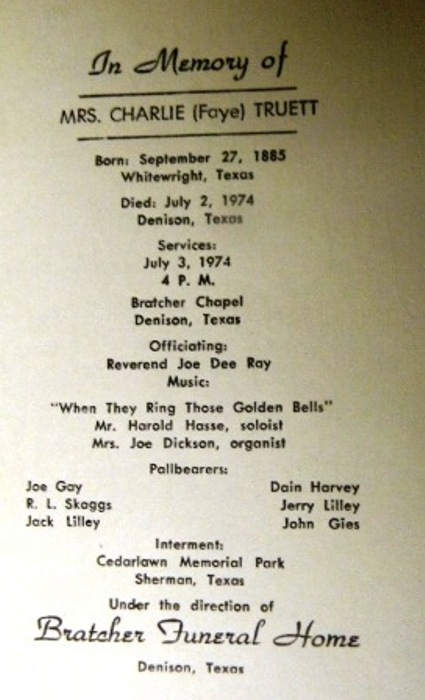 In Memory of
MRS. CHARLIE (Faye) TRUETT
Born: September 27, 1885
Whitewright, Texas
Died: July 2, 1974
Denison, Texas
Services:
July 3, 1974
4 P. M.
Bratcher Chapel
Denison, Texas
Officiating:
Reverend Joe Dee Ray
Music:
"When They Ring Those Golden Bells"
Mr. Harold Hasse, soloist
Mrs. Joe Dickson, organist
Pallbearers:
Joe Gay Dain Harvey
R. L. Skaggs Jerry Lilley
Jack Lilley John Gies
Interment:
Cedarlawn Memorial Park
Sherman, Texas
Under the direction of
Bratcher Funeral Home
Denison, Texas